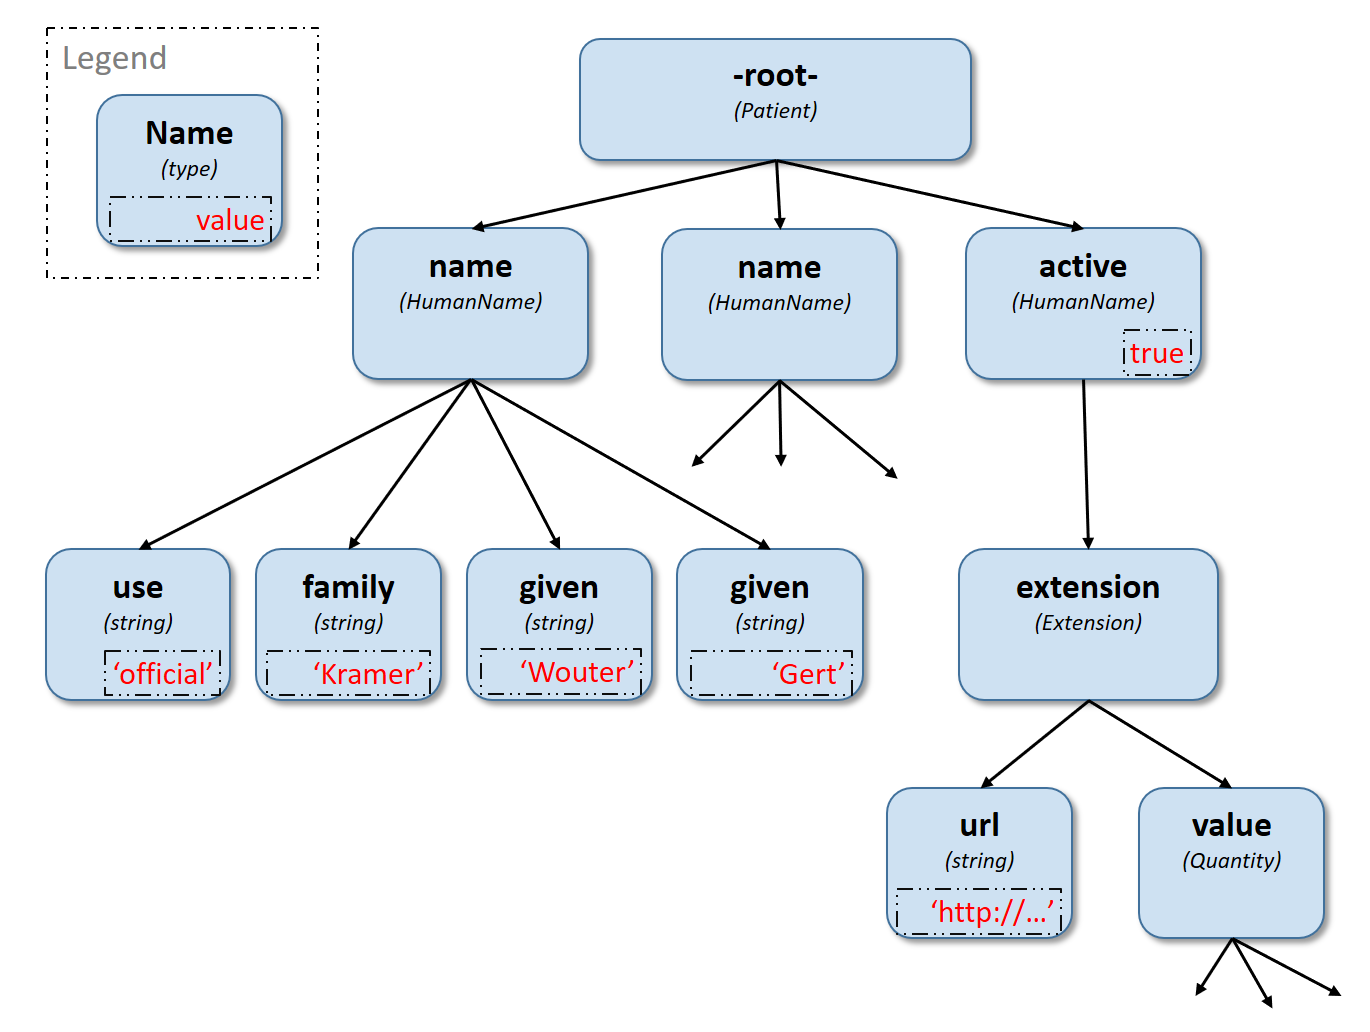 Legend
Name
(type)
value
-root-
(Patient)
name
(HumanName)
name
(HumanName)
active
(HumanName)
true
use
(string)
‘official’
family
(string)
‘Kramer’
given
(string)
‘Wouter’
given
(string)
‘Gert’
extension
(Extension)
url
(string)
‘http://…’
value
(Quantity)